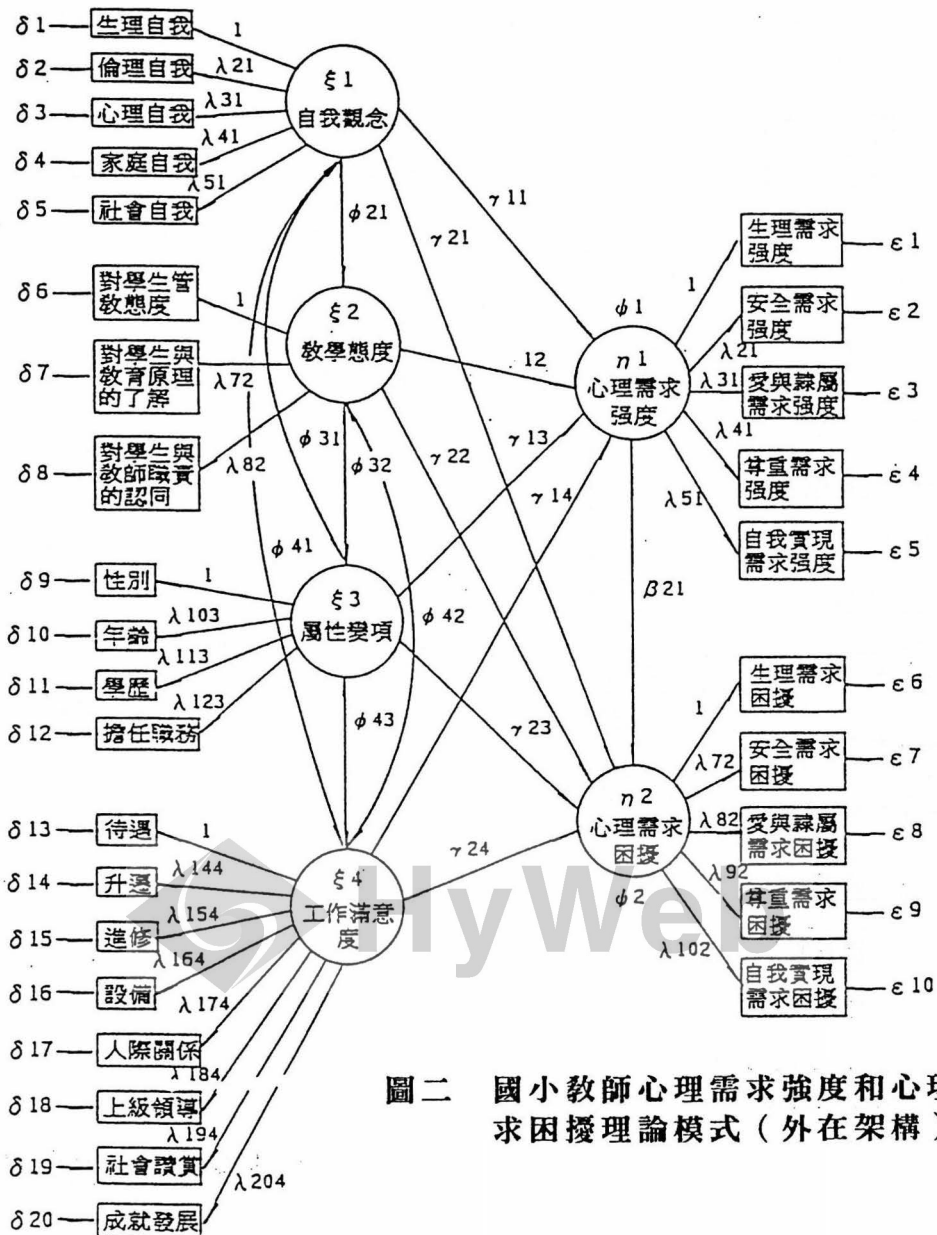 δ1 生理自我 1
δ2 倫理自我 λ21
δ3 心理自我 λ31
δ4 家庭自我 λ41
δ5 社會自我 λ51
ξ1
自我觀念
δ6 對學生管
教態度 1
δ7 對學生與
教育原理
的了解 λ72
δ8 對學生與
教師職責
的認同 λ82
ξ2
教學態度
δ9 性別 1
δ10 年齡 λ103
δ11 學歷 λ113
δ12 擔任職務 λ123
ξ3
屬性變項
δ13 待遇 1
δ14 升遷 λ144
δ15 進修 λ154
δ16 設備 λ164
δ17 人際關係 λ174
δ18 上級領導 λ184
δ19 社會讚賞 λ194
δ20 成就發展 λ204
ξ4
工作滿意
度
φ21
φ31
φ32
φ41
φ42
φ43
γ11
γ21
12
γ22
γ13
γ14
γ23
γ24
β21
ψ1
η1
心理需求
强度
1 生理需求
强度 ε1
λ21 安全需求
强度 ε2
λ31 愛與隸屬
需求强度 ε3
λ41 尊重需求
强度 ε4
λ51 自我實現
需求强度 ε5
η2
心理需求
困擾
ψ2
1 生理需求
困擾 ε6
λ72 安全需求
困擾 ε7
λ82 愛與隸屬
需求困擾 ε8
λ92 尊重需求
困擾 ε9
λ102 自我實現
需求困擾 ε10
HyWeb
圖二 國小教師心理需求強度和心理
求困擾理論模式（外在架構）